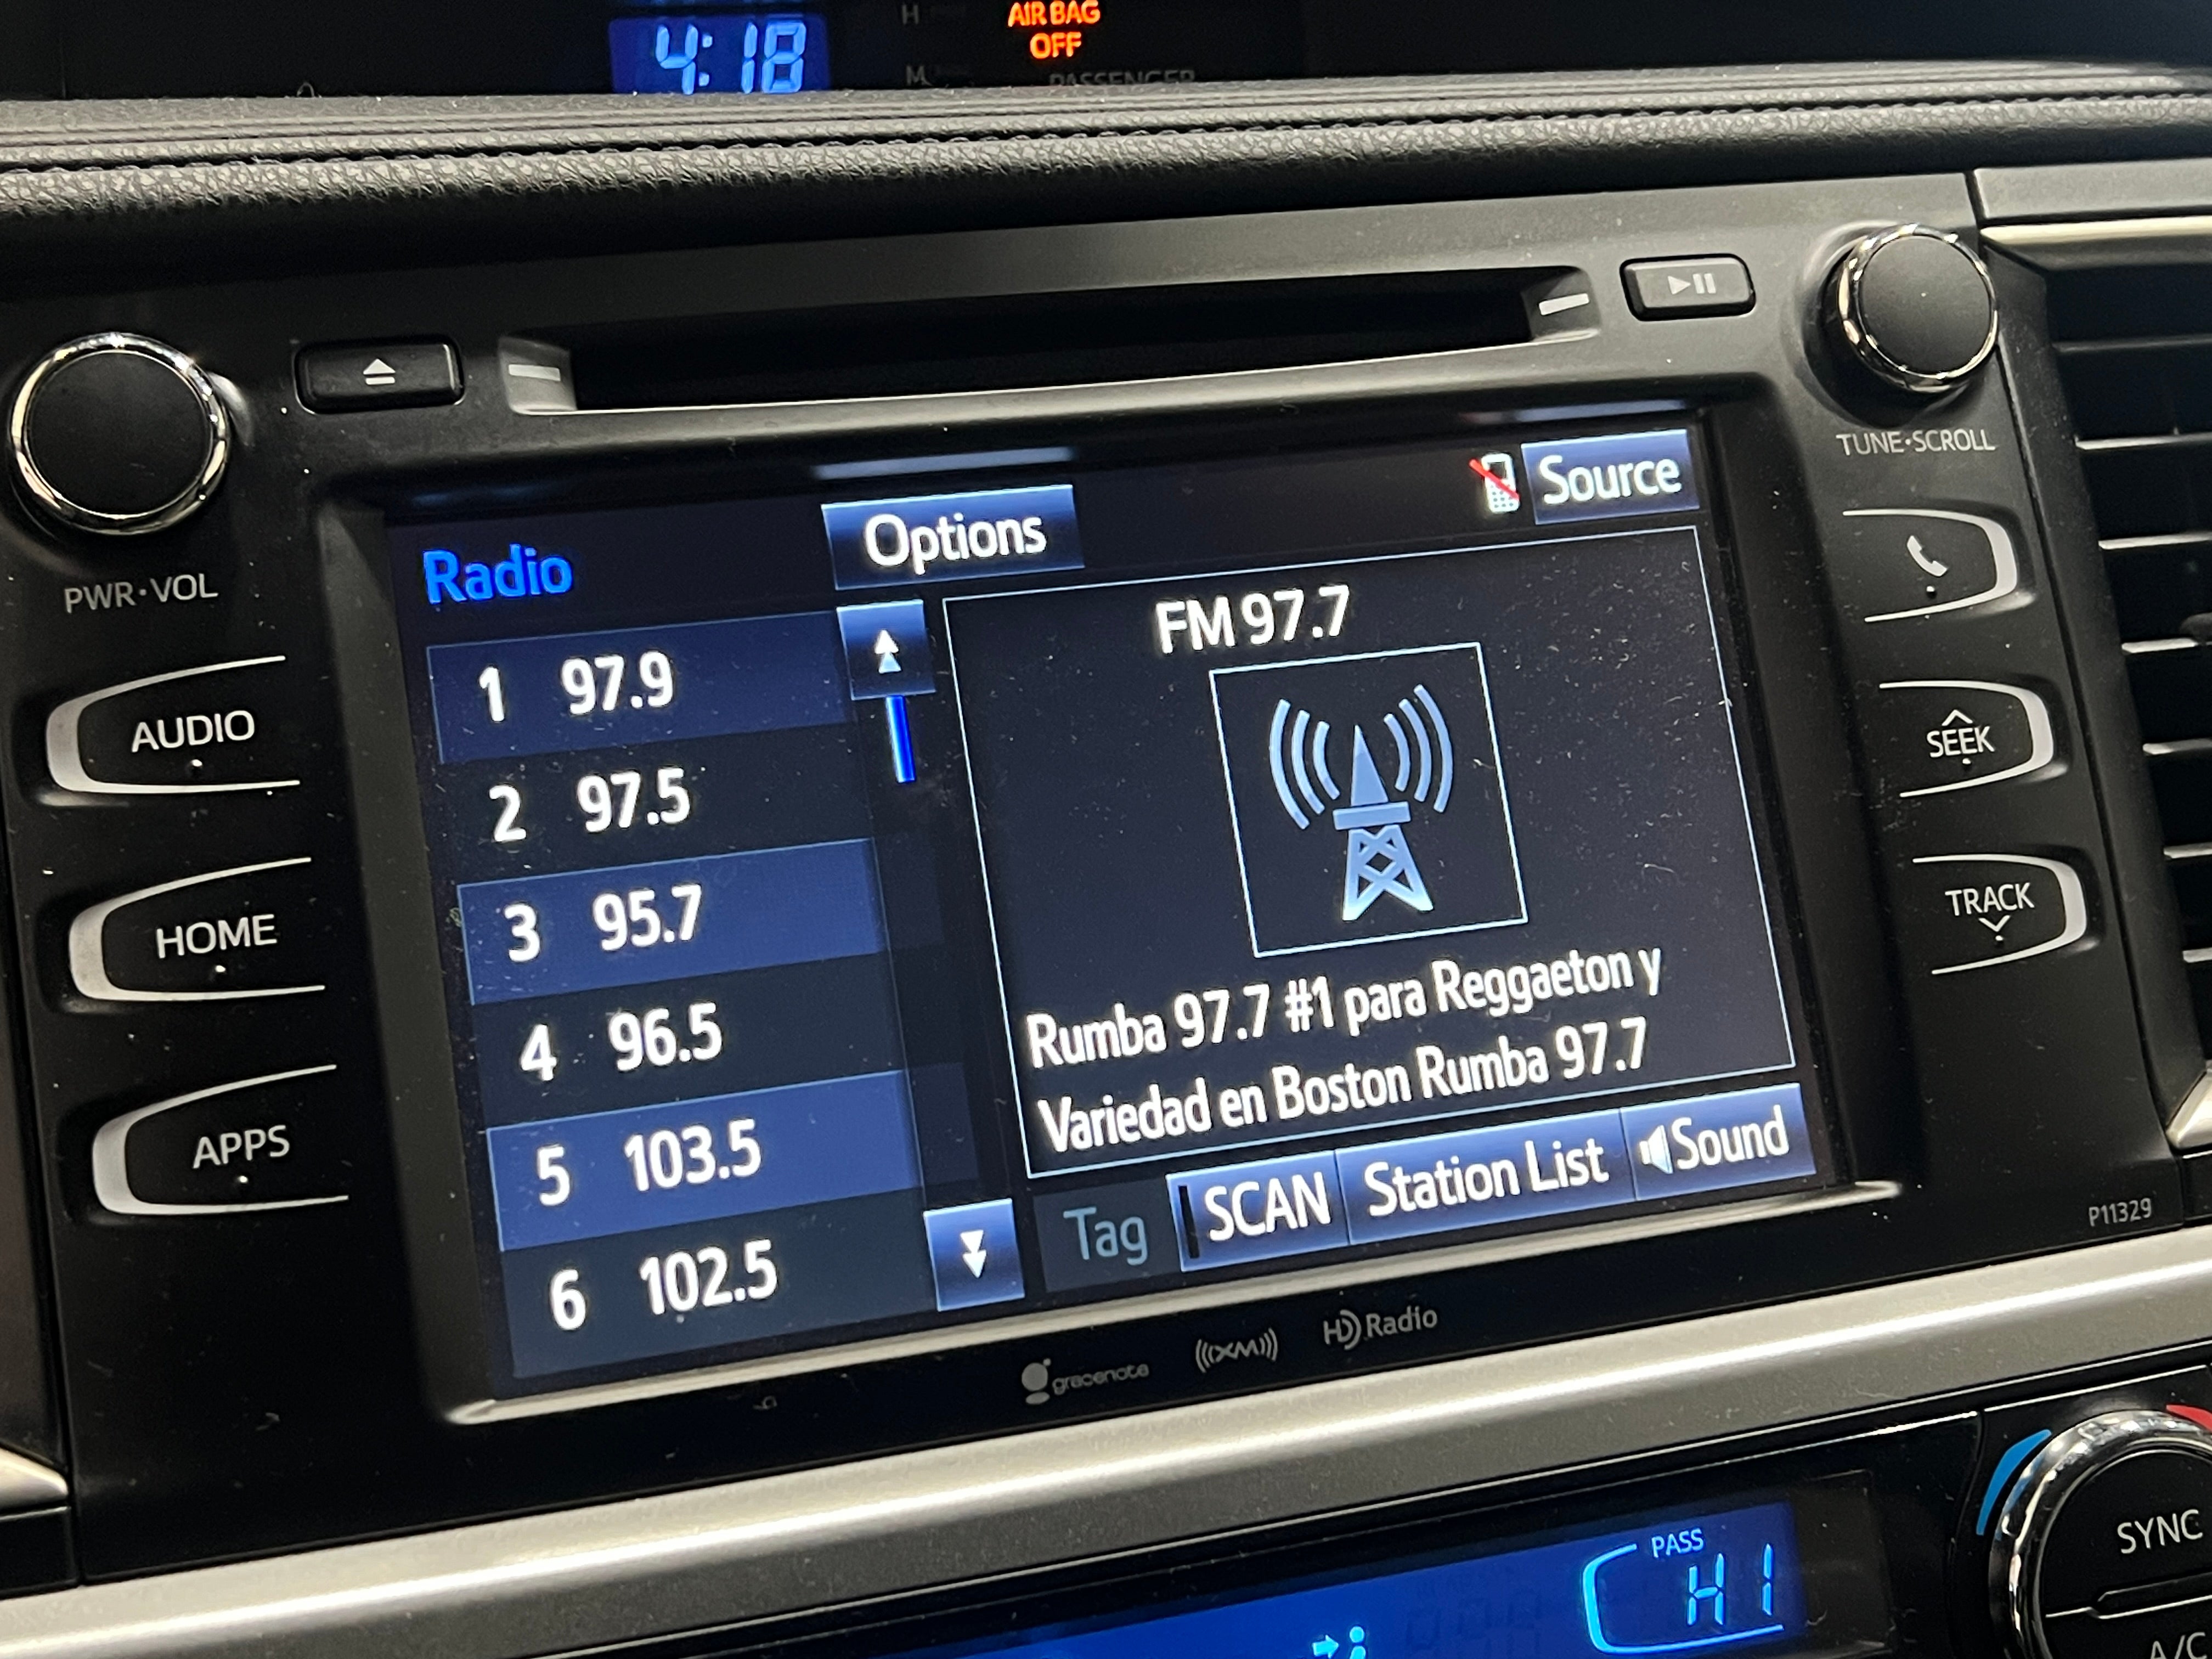 4:18
H
AIR BAG
OFF
M
PASSENGER
TUNE•SCROLL
PWR•VOL
Radio
Options
Source
AUDIO
HOME
APPS
1 97.9
2 97.5
3 95.7
4 96.5
5 103.5
6 102.5
FM 97.7
Rumba 97.7 #1 para Reggaeton y
Variedad en Boston Rumba 97.7
Tag
SCAN
Station List
Sound
SEEK
TRACK
P11329
gracenote
((XM))
HD Radio
PASS
HI
SYNC
A/C